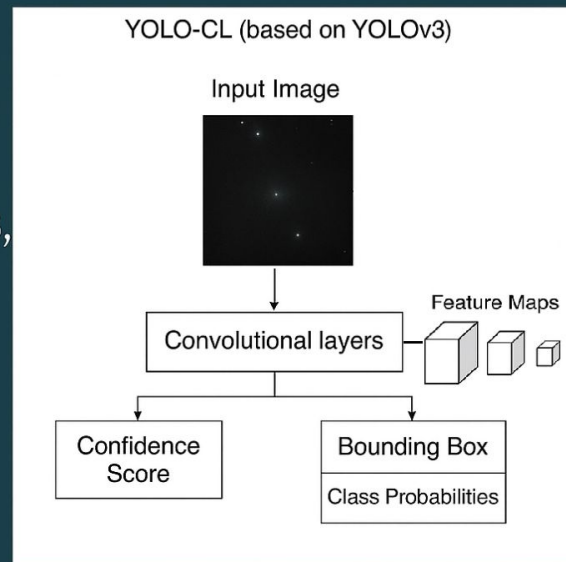 YOLO-CL (based on YOLOv3)
Input Image
Convolutional layers
Feature Maps
Confidence
Score
Bounding Box
Class Probabilities